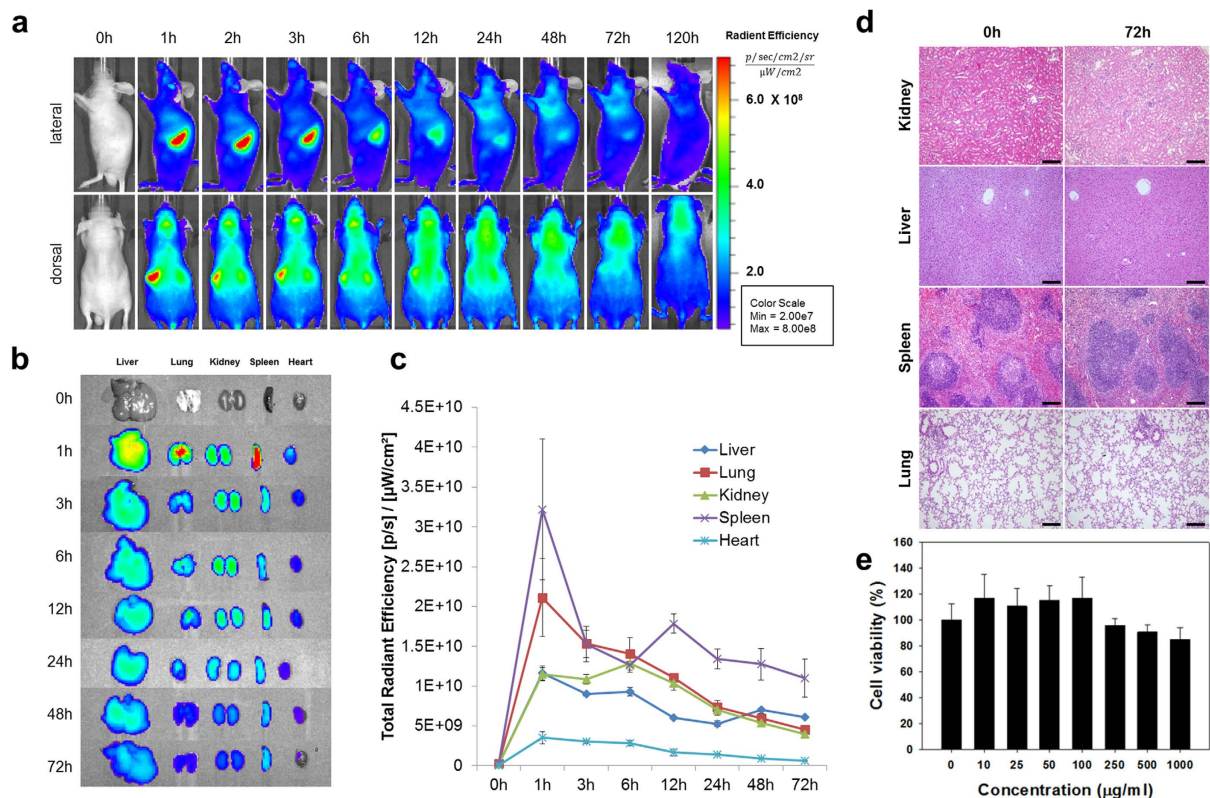 a
0h 1h 2h 3h 6h 12h 24h 48h 72h 120h
Radient Efficiency
p/sec/cm2/sr
μW/cm2
6.0 X 10⁸
4.0
2.0
lateral
dorsal
Color Scale
Min = 2.00e7
Max = 8.00e8
b
Liver Lung Kidney Spleen Heart
0h
1h
3h
6h
12h
24h
48h
72h
c
Total Radiant Efficiency [p/s] / [μW/cm²]
4.5E+10
4E+10
3.5E+10
3E+10
2.5E+10
2E+10
1.5E+10
1E+10
5E+09
0
0h 1h 3h 6h 12h 24h 48h 72h
Liver
Lung
Kidney
Spleen
Heart
d
0h 72h
Kidney
Liver
Spleen
Lung
e
Cell viability (%)
160
140
120
100
80
60
40
20
0
0 10 25 50 100 250 500 1000
Concentration (μg/ml)